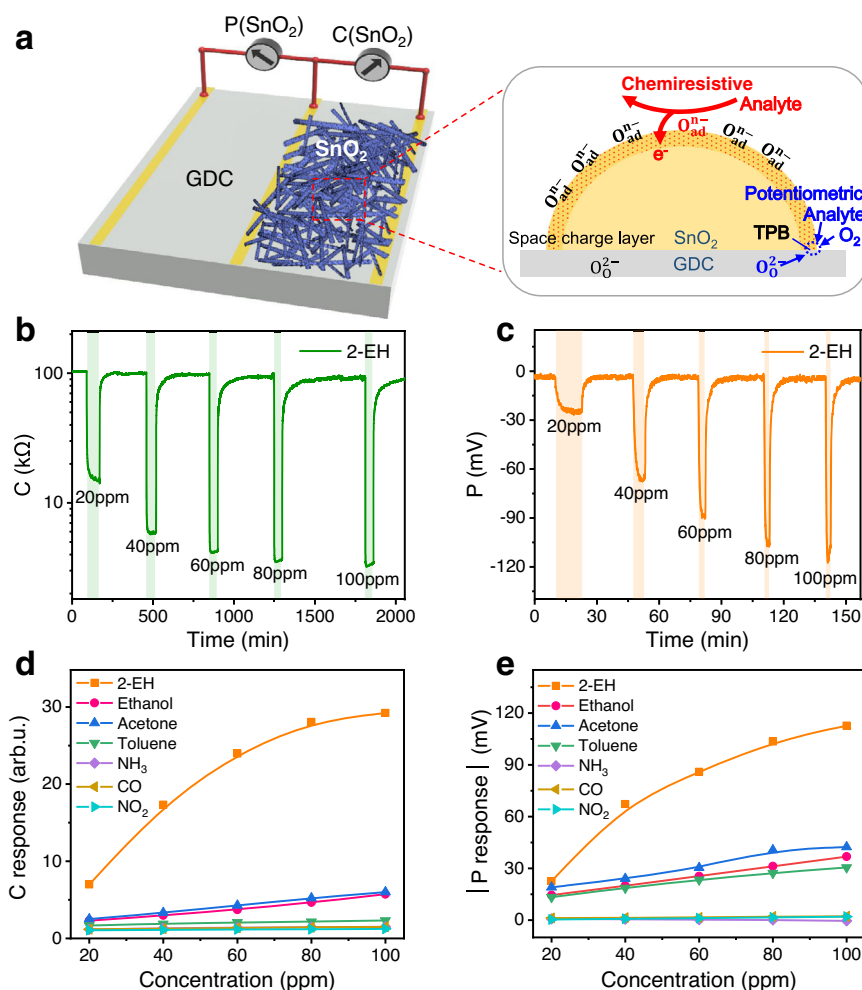 a
P(SnO₂)
C(SnO₂)
GDC
SnO₂
Chemiresistive
Analyte
Oₐdⁿ⁻
Oₐdⁿ⁻
Oₐdⁿ⁻
Oₐdⁿ⁻
Oₐdⁿ⁻
Oₐdⁿ⁻
Oₐdⁿ⁻
e-
Potentiometric
Analyte
O₂
TPB
Space charge layer
SnO₂
GDC
O_O²⁻
O_O²⁻
b
2-EH
C (kΩ)
100
10
20ppm
40ppm
60ppm
80ppm
100ppm
0 500 1000 1500 2000
Time (min)
c
2-EH
P (mV)
0
-30
-60
-90
-120
20ppm
40ppm
60ppm
80ppm
100ppm
0 30 60 90 120 150
Time (min)
d
2-EH
Ethanol
Acetone
Toluene
NH₃
CO
NO₂
C response (arb.u.)
30
20
10
0
20 40 60 80 100
Concentration (ppm)
e
2-EH
Ethanol
Acetone
Toluene
NH₃
CO
NO₂
|P response| (mV)
120
90
60
30
0
20 40 60 80 100
Concentration (ppm)